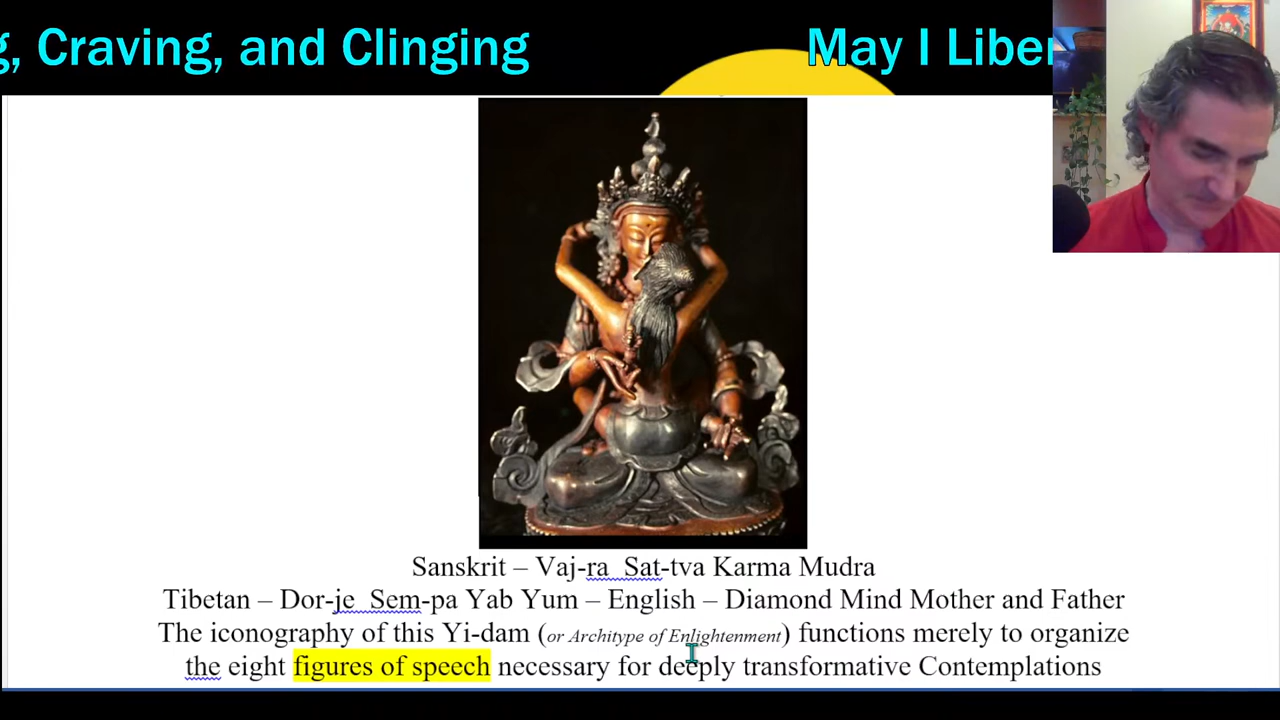 g, Craving, and Clinging May I Liber
Sanskrit – Vaj-ra Sat-tva Karma Mudra
Tibetan – Dor-je Sem-pa Yab Yum – English – Diamond Mind Mother and Father
The iconography of this Yi-dam (or Architype of Enlightenment) functions merely to organize
the eight figures of speech necessary for deeply transformative Contemplations